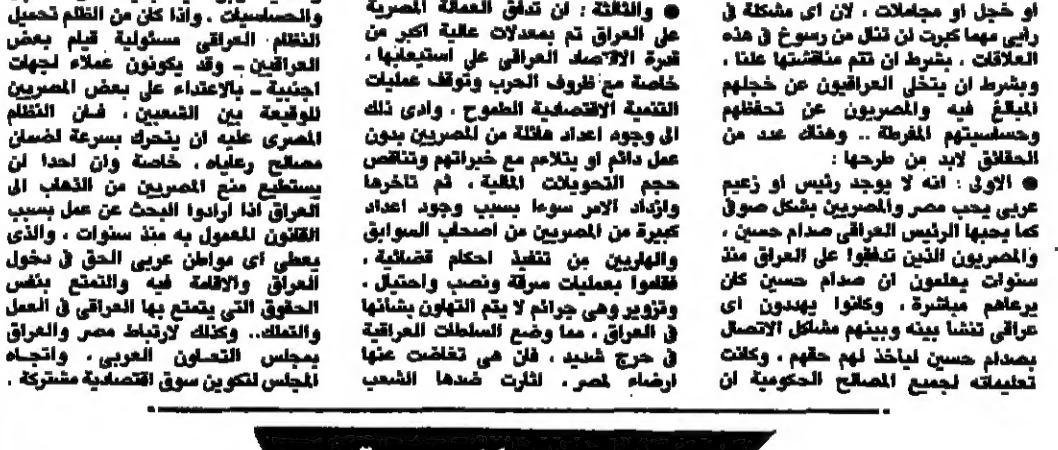 او خجل او مجاملات ، لان اى مشكلة فى
رايى مهما كبرت لن تنال من رسوخ فى هذه
العلاقات ، بشرط ان تتم مناقشتها علنا ،
وبشرط ان يتخلى العراقيون عن خجلهم
المبالغ فيه والمصريون عن تحفظهم
وحساسيتهم المفرطة .. وهناك عدد من
الحقائق لابد من طرحها :
● الاولى : انه لا يوجد رئيس او زعيم
عربى يحب مصر والمصريين بشكل صوفى
كما يحبها الرئيس العراقى صدام حسين ،
والمصريون الذين تدفقوا على العراق منذ
سنوات يعلمون ان صدام حسين كان
يرعاهم مباشرة ، وكانوا يهددون اى
عراقى تنشا بينه وبينهم مشاكل الاتصال
بصدام حسين لياخذ لهم حقهم ، وكانت
تعليماته لجميع المصالح الحكومية ان
● والثالثة : ان تدفق العمالة المصرية
على العراق تم بمعدلات عالية اكبر من
قدرة الاقتصاد العراقى على استيعابها ،
خاصة مع ظروف الحرب وتوقف عمليات
التنمية الاقتصادية الطموح ، وادى ذلك
الى وجود اعداد هائلة من المصريين بدون
عمل دائم او يتلاءم مع خبراتهم وتناقص
حجم التحويلات المالية ، ثم تاخرها
وازداد الامر سوءا بسبب وجود اعداد
كبيرة من المصريين من اصحاب السوابق
والهاربين من تنفيذ احكام قضائية ،
فقاموا بعمليات سرقة ونصب واحتيال ،
وتزوير وهى جرائم لا يتم التهاون بشانها
فى العراق ، مما وضع السلطات العراقية
فى حرج شديد ، فان هى تغاضت عنها
ارضاء لمصر ، لثارت ضدها الشعب
والحساسيات ، واذا كان من الظلم تحميل
النظام العراقى مسئولية قيام بعض
العراقيين - وقد يكونون عملاء لجهات
اجنبية - بالاعتداء على بعض المصريين
للوقيعة بين الشعبين ، فان النظام
المصرى عليه ان يتحرك بسرعة لضمان
مصالح رعاياه ، خاصة وان احدا لن
يستطيع منع المصريين من الذهاب الى
العراق اذا ارادوا البحث عن عمل بسبب
القانون المعمول به منذ سنوات ، والذى
يعطى اى مواطن عربى الحق فى دخول
العراق والاقامة فيه والتمتع بنفس
الحقوق التى يتمتع بها العراقى فى العمل
والتملك .. وكذلك لارتباط مصر والعراق
بمجلس التعاون العربى ، واتجاه
المجلس لتكوين سوق اقتصادية مشتركة .